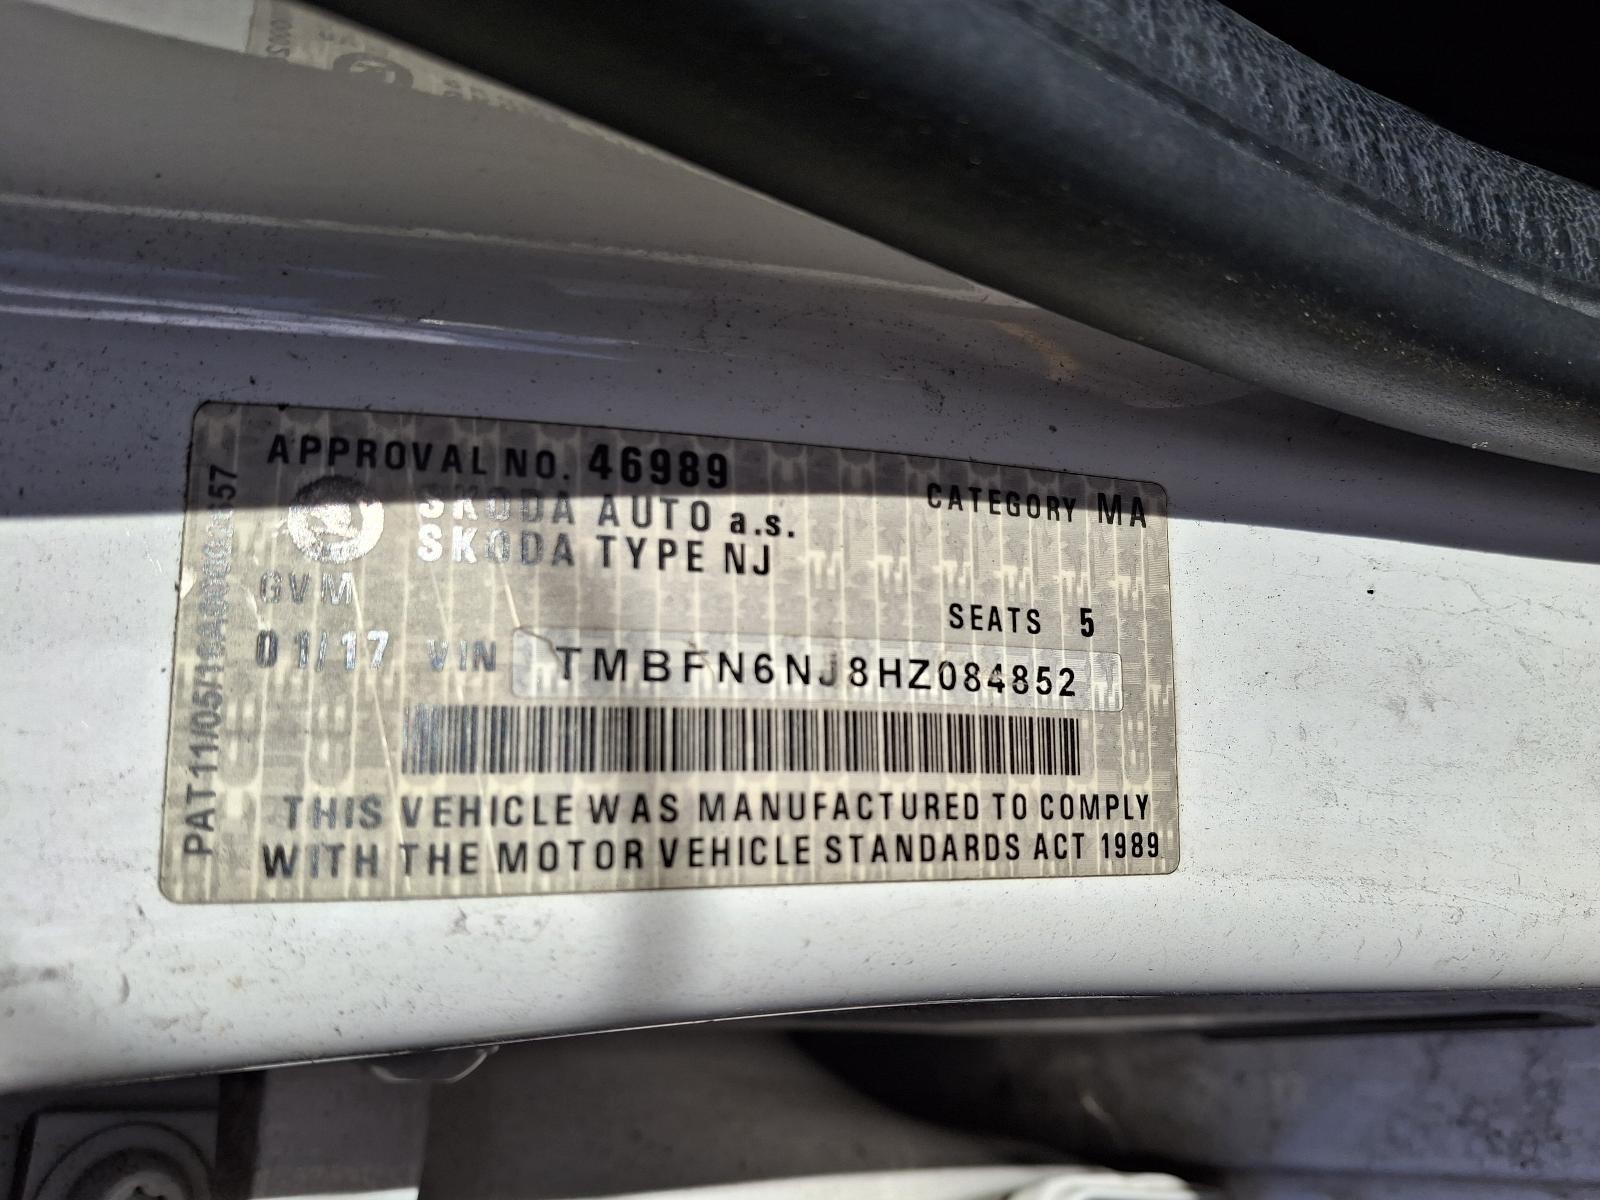 APPROVAL NO. 46989
CATEGORY MA
SKODA AUTO a.s.
SKODA TYPE NJ
GVM
SEATS 5
01/17 VIN TMBFN6NJ8HZ084852
THIS VEHICLE WAS MANUFACTURED TO COMPLY
WITH THE MOTOR VEHICLE STANDARDS ACT 1989